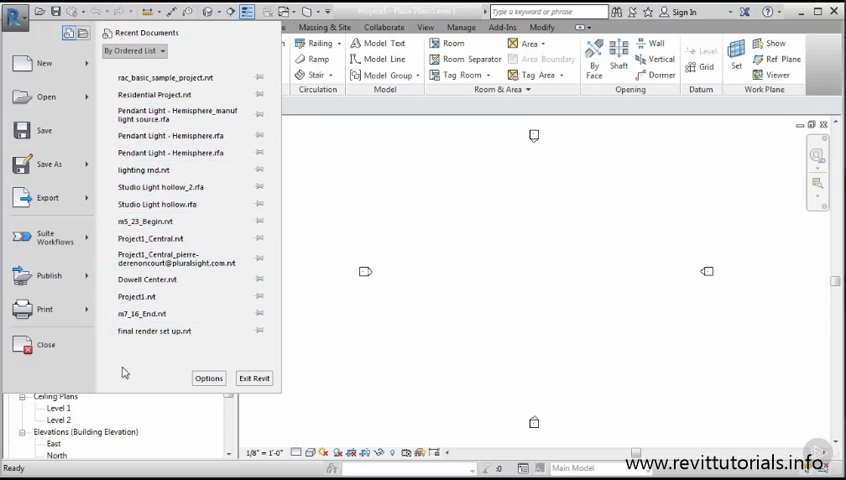 Sign In
Massing & Site
Collaborate
View
Manage
Add-Ins
Modify
Recent Documents
By Ordered List
New
Open
Save
Save As
Export
Suite
Workflows
Publish
Print
Close
rac_basic_sample_project.rvt
Residential Project.rvt
Pendant Light - Hemisphere_manuf
light source.rfa
Pendant Light - Hemisphere.rfa
Pendant Light - Hemisphere.rfa
lighting rnd.rvt
Studio Light hollow_2.rfa
Studio Light hollow.rfa
m5_23_Begin.rvt
Project1_Central.rvt
Project1_Central_pierre-
derenoncourt@pluralsight.com.rvt
Dowell Center.rvt
Project1.rvt
m7_16_End.rvt
final render set up.rvt
Options
Exit Revit
Railing
Ramp
Stair
Circulation
Model Text
Model Line
Model Group
Model
Room
Room Separator
Tag Room
Area
Tag Area
Room & Area
By
Face
Shaft
Wall
Vertical
Dormer
Opening
Level
Grid
Datum
Set
Show
Ref Plane
Viewer
Work Plane
Ceiling Plans
Level 1
Level 2
Elevations (Building Elevation)
East
North
1/8" = 1'-0"
Ready
:0
Main Model
www.revittutorials.info